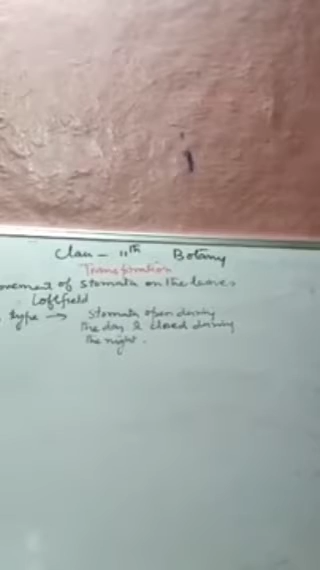 Class - 11th Botany
Transpiration
movement of stomata on the leaves
Loftfield
type → Stomata open during
the day & closed during
the night.